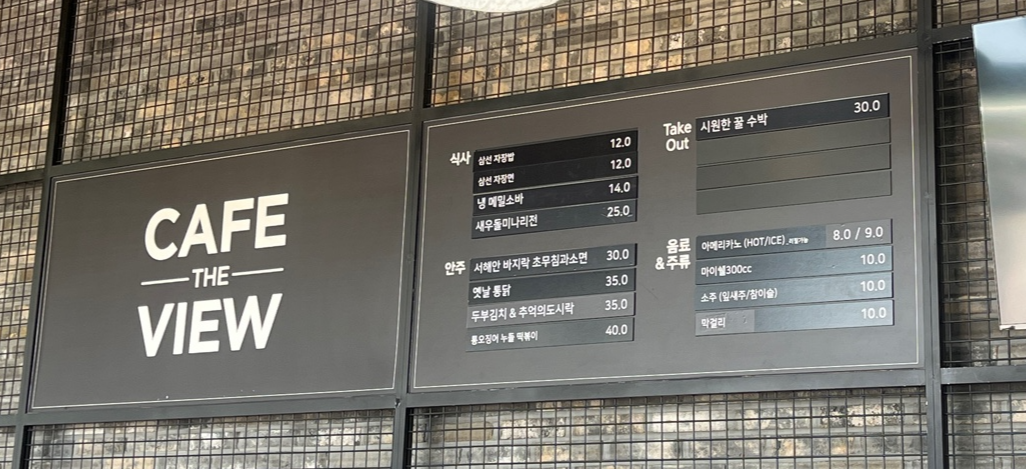 CAFE
THE
VIEW
식사
삼선 자장밥 12.0
삼선 자장면 12.0
냉 메밀소바 14.0
새우돌미나리전 25.0
안주
서해안 바지락 초무침과소면 30.0
옛날 통닭 35.0
두부김치 & 추억의도시락 35.0
통오징어 누들 떡볶이 40.0
Take
Out
시원한 꿀 수박 30.0
음료
& 주류
아메리카노 (HOT/ICE) 리필가능 8.0 / 9.0
마이쉘300cc 10.0
소주 (잎새주/참이슬) 10.0
막걸리 10.0